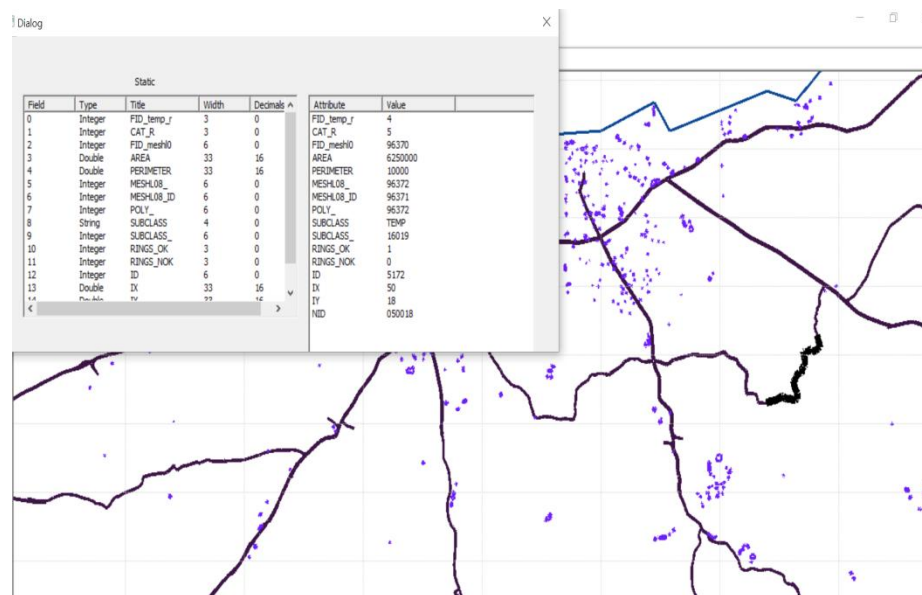 Dialog
Static
Field Type Title Width Decimals
0 Integer FID_temp_r 3 0
1 Integer CAT_R 3 0
2 Integer FID_meshl0 6 0
3 Double AREA 33 16
4 Double PERIMETER 33 16
5 Integer MESHL08_ 6 0
6 Integer MESHL08_ID 6 0
7 Integer POLY_ 6 0
8 String SUBCLASS 4 0
9 Integer SUBCLASS_ 6 0
10 Integer RINGS_OK 3 0
11 Integer RINGS_NOK 3 0
12 Integer ID 6 0
13 Double IX 33 16
14 Double IY 33 16
Attribute Value
FID_temp_r 4
CAT_R 5
FID_meshl0 96370
AREA 6250000
PERIMETER 10000
MESHL08_ 96372
MESHL08_ID 96371
POLY_ 96372
SUBCLASS TEMP
SUBCLASS_ 16019
RINGS_OK 1
RINGS_NOK 0
ID 5172
IX 50
IY 18
NID 050018